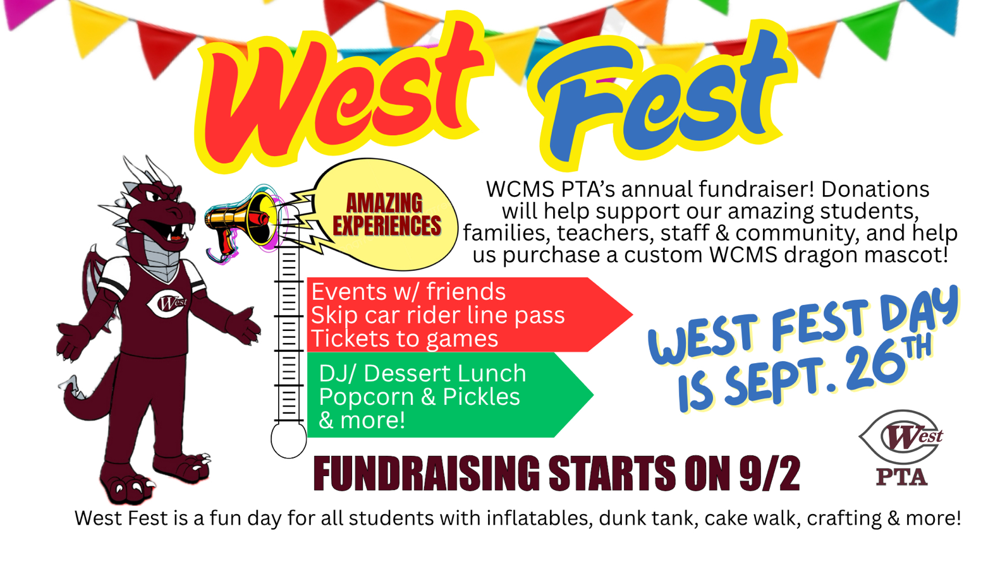 West Fest
AMAZING
EXPERIENCES
WCMS PTA’s annual fundraiser! Donations
will help support our amazing students,
families, teachers, staff & community, and help
us purchase a custom WCMS dragon mascot!
West
Events w/ friends
Skip car rider line pass
Tickets to games
DJ/ Dessert Lunch
Popcorn & Pickles
& more!
WEST FEST DAY
IS SEPT. 26TH
West
PTA
FUNDRAISING STARTS ON 9/2
West Fest is a fun day for all students with inflatables, dunk tank, cake walk, crafting & more!